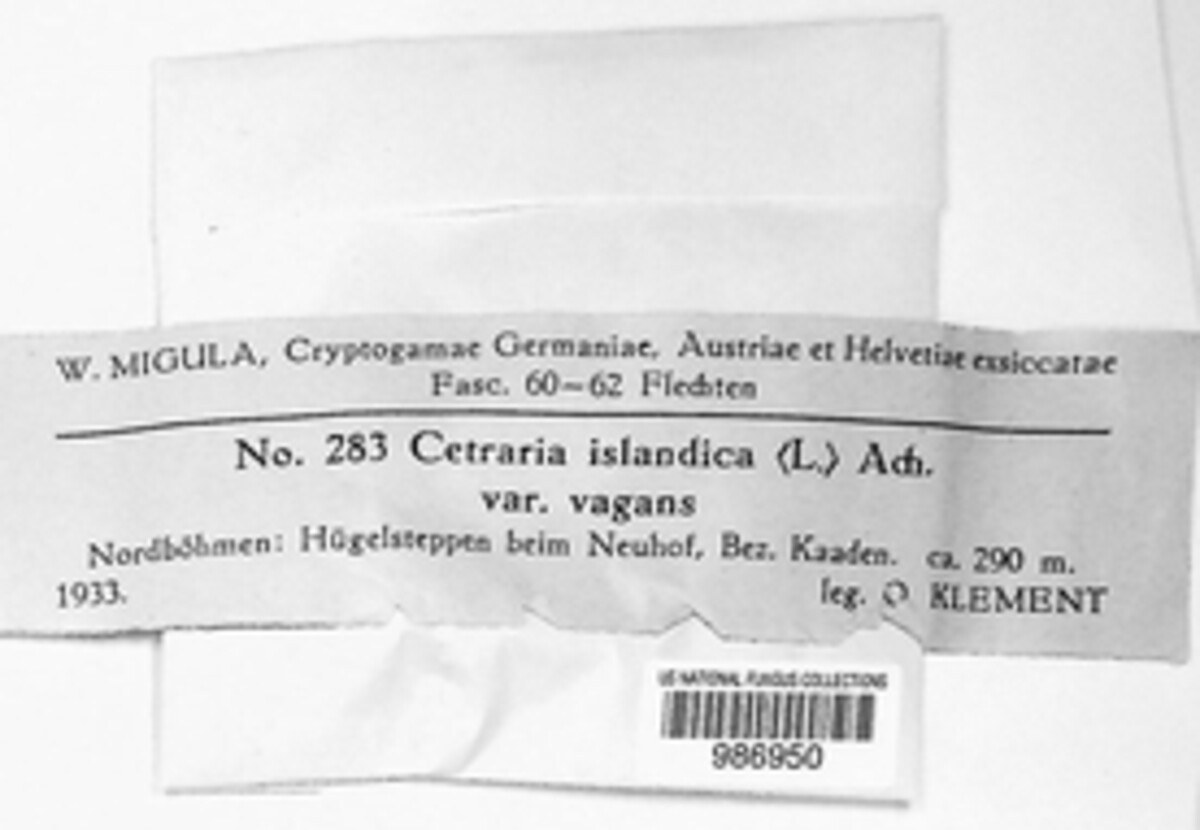 W. MIGULA, Cryptogamae Germaniae, Austriae et Helvetiae exsiccatae
Fasc. 60–62 Flechten
No. 283 Cetraria islandica (L.) Ach.
var. vagans
Nordböhmen: Hügelsteppen beim Neuhof, Bez. Kaaden. ca. 290 m.
1933. leg. O KLEMENT
US NATIONAL FUNGUS COLLECTIONS
986950